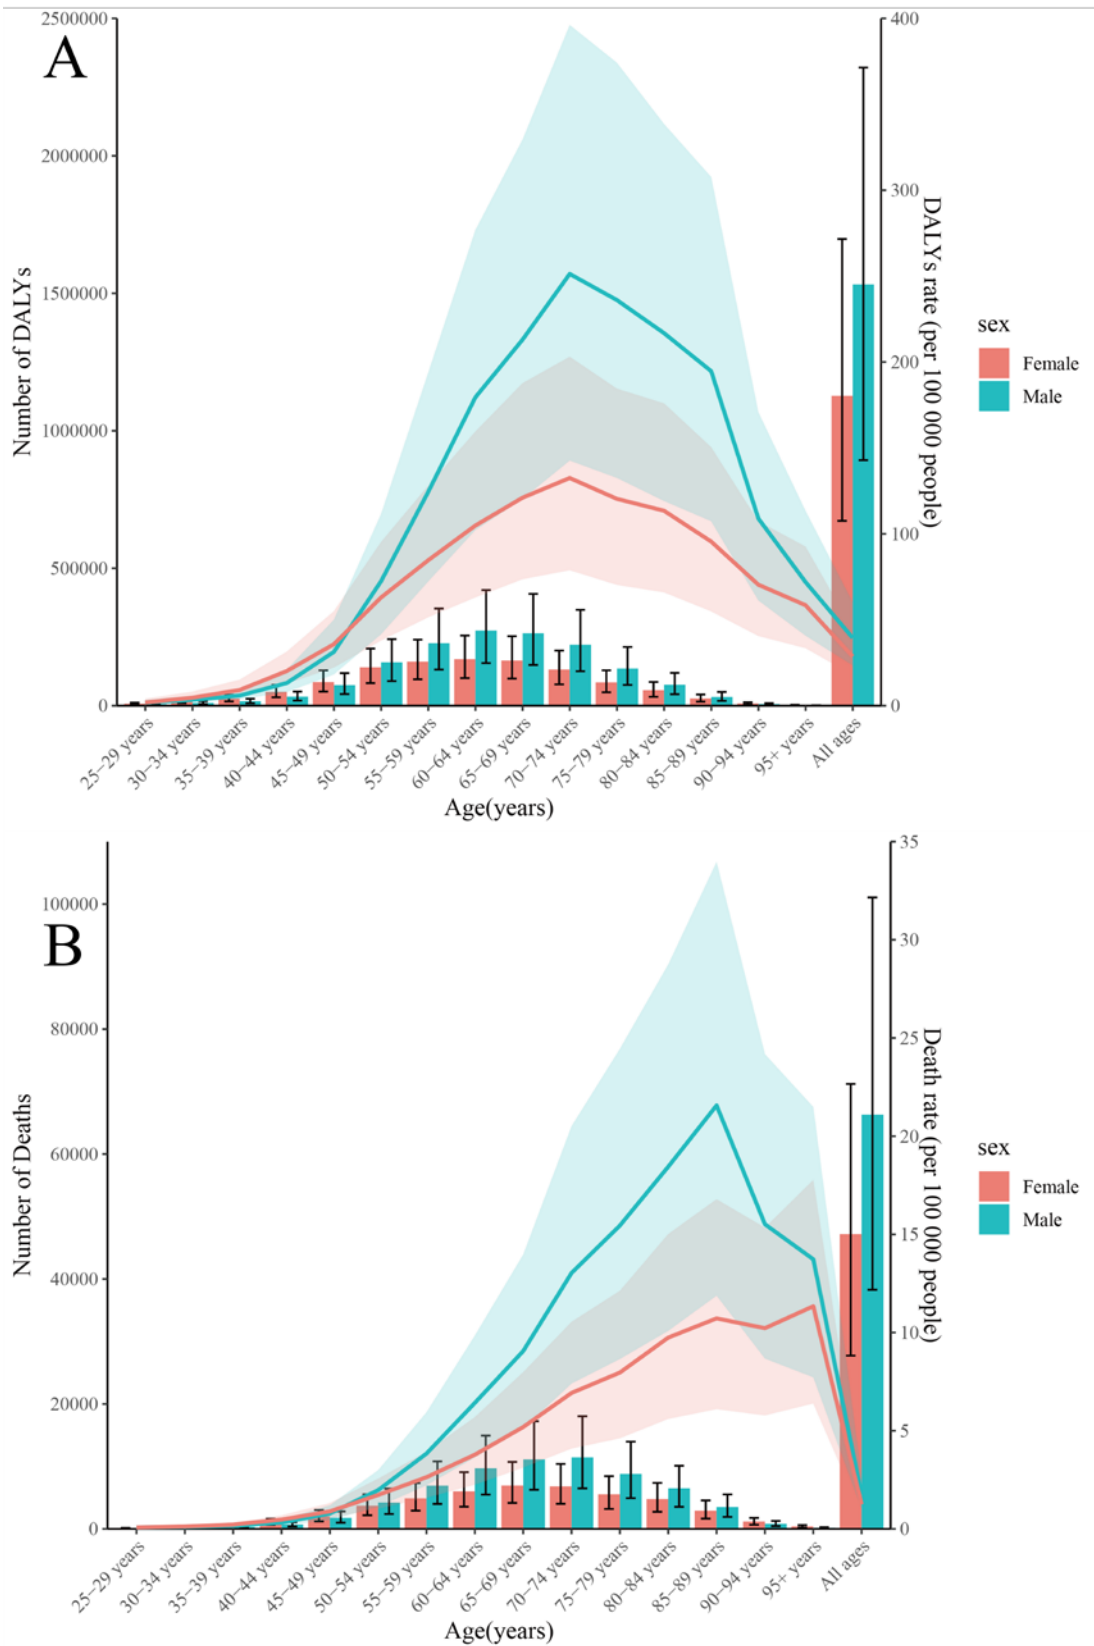 A
2500000
2000000
1500000
1000000
500000
0
Number of DALYs
400
300
200
100
0
DALYs rate (per 100 000 people)
25–29 years
30–34 years
35–39 years
40–44 years
45–49 years
50–54 years
55–59 years
60–64 years
65–69 years
70–74 years
75–79 years
80–84 years
85–89 years
90–94 years
95+ years
All ages
Age(years)
sex
Female
Male
B
100000
80000
60000
40000
20000
0
Number of Deaths
35
30
25
20
15
10
5
0
Death rate (per 100 000 people)
25–29 years
30–34 years
35–39 years
40–44 years
45–49 years
50–54 years
55–59 years
60–64 years
65–69 years
70–74 years
75–79 years
80–84 years
85–89 years
90–94 years
95+ years
All ages
Age(years)
sex
Female
Male